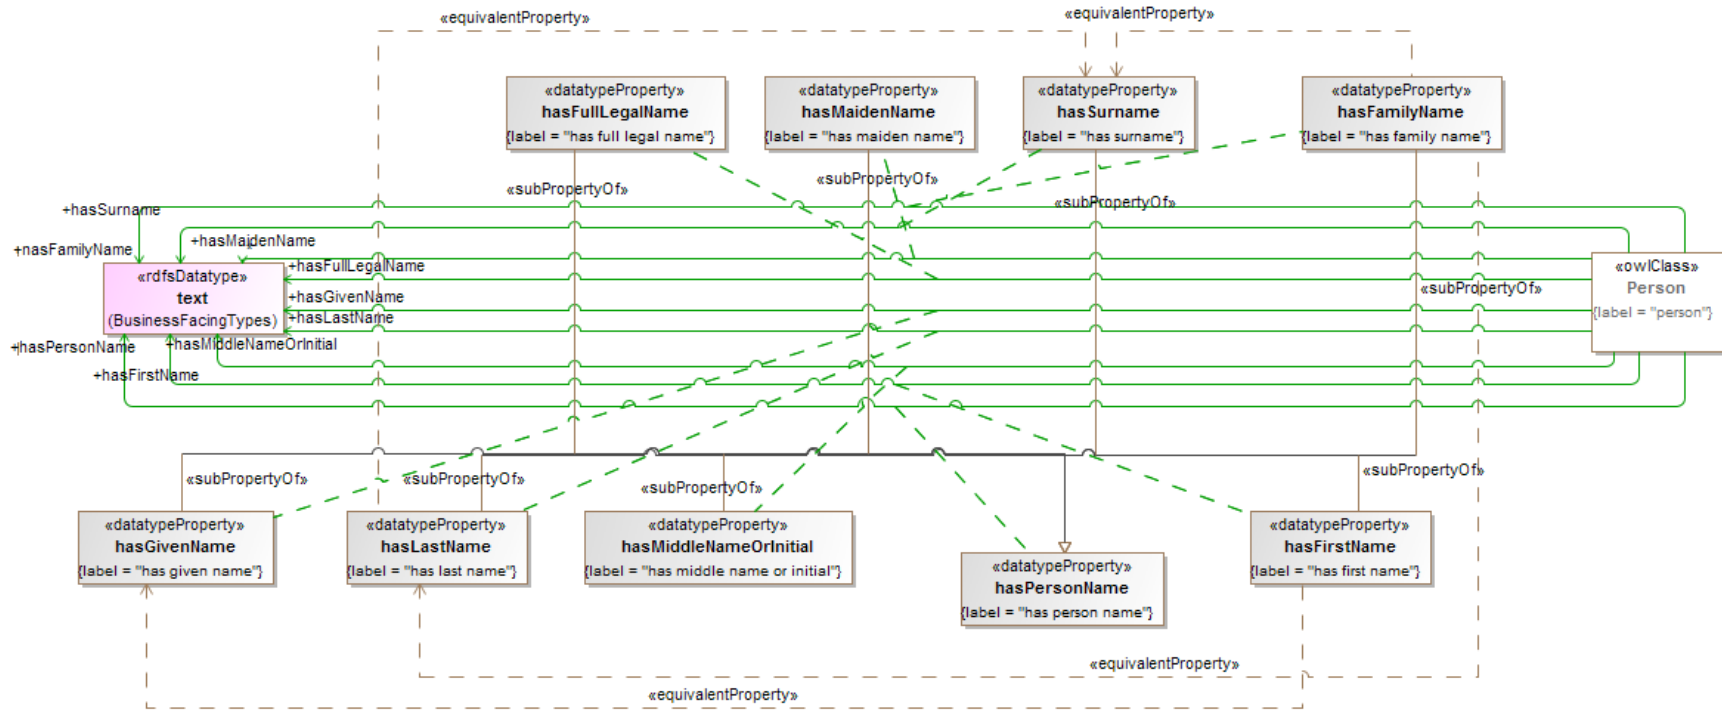 «equivalentProperty»
«equivalentProperty»
«datatypeProperty»
hasFullLegalName
{label = "has full legal name"}
«datatypeProperty»
hasMaidenName
{label = "has maiden name"}
«datatypeProperty»
hasSurname
{label = "has surname"}
«datatypeProperty»
hasFamilyName
{label = "has family name"}
«subPropertyOf»
«subPropertyOf»
«subPropertyOf»
«subPropertyOf»
+hasSurname
+hasFamilyName
+hasMaidenName
+hasFullLegalName
+hasGivenName
+hasLastName
+hasMiddleNameOrInitial
+hasPersonName
+hasFirstName
«rdfsDatatype»
text
(BusinessFacingTypes)
«owlClass»
Person
{label = "person"}
«subPropertyOf»
«subPropertyOf»
«subPropertyOf»
«subPropertyOf»
«datatypeProperty»
hasGivenName
{label = "has given name"}
«datatypeProperty»
hasLastName
{label = "has last name"}
«datatypeProperty»
hasMiddleNameOrInitial
{label = "has middle name or initial"}
«datatypeProperty»
hasPersonName
{label = "has person name"}
«datatypeProperty»
hasFirstName
{label = "has first name"}
«equivalentProperty»
«equivalentProperty»